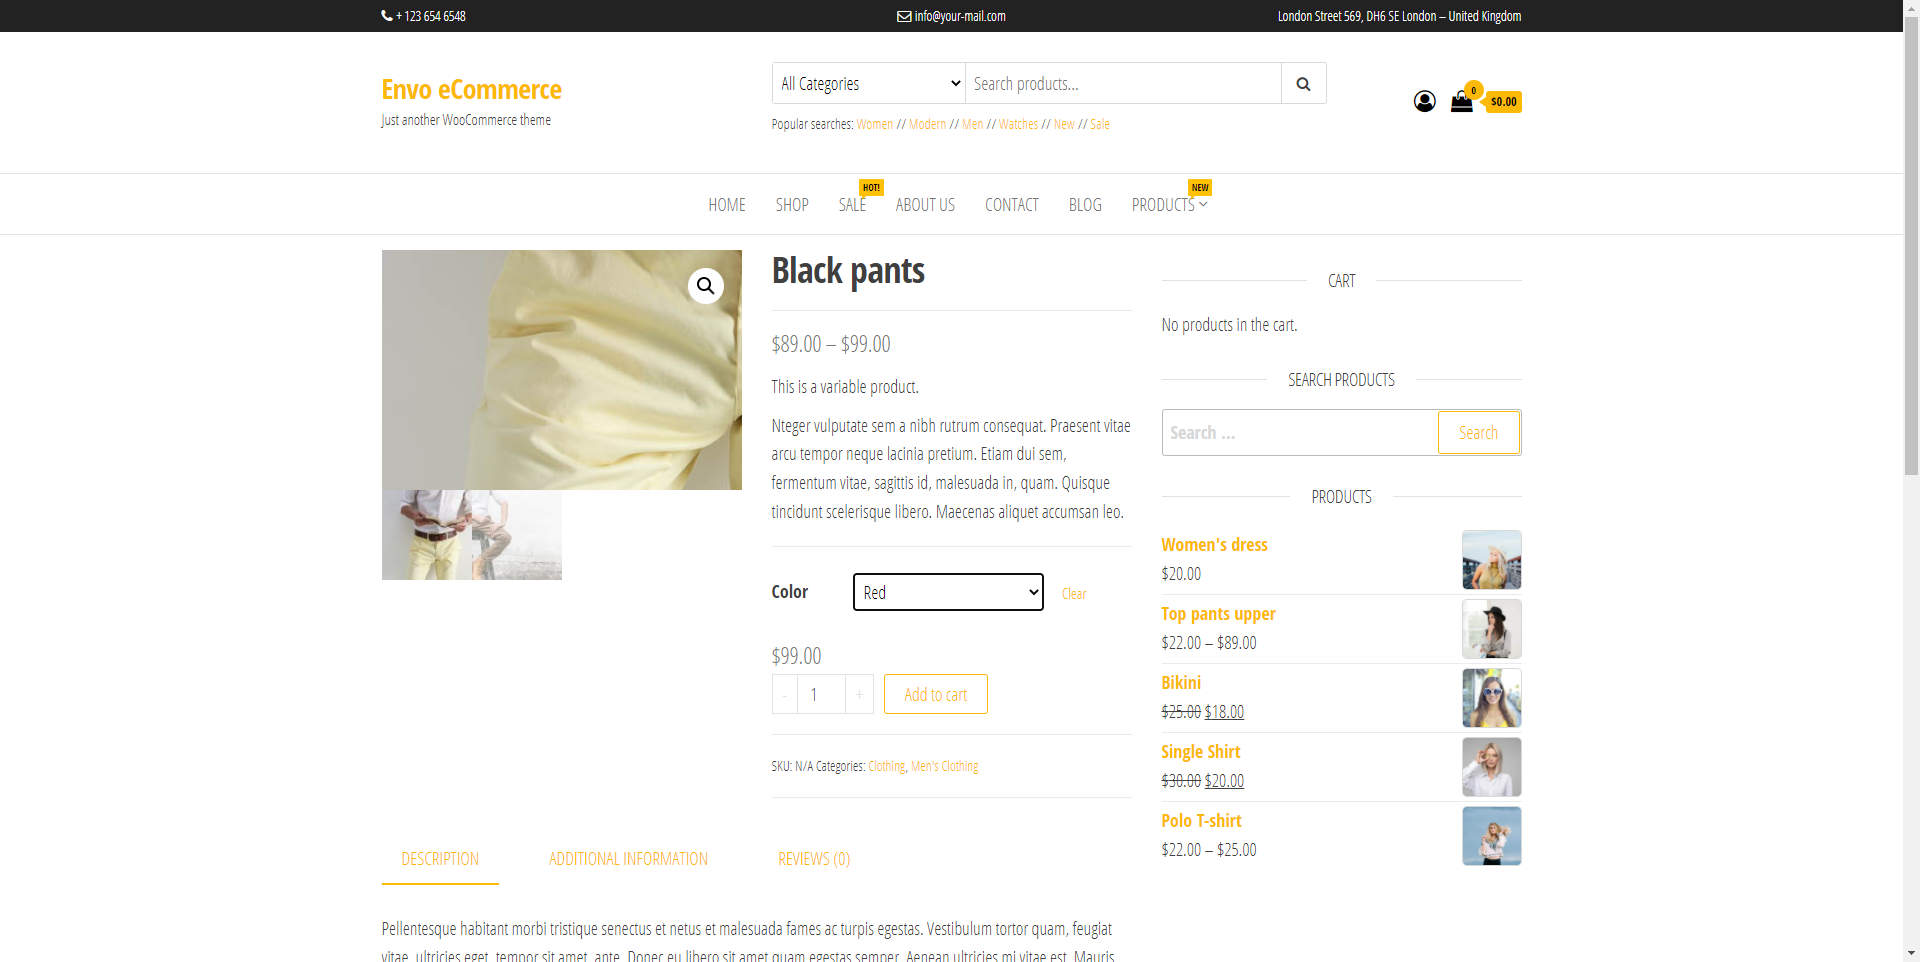 + 123 654 6548
info@your-mail.com
London Street 569, DH6 SE London – United Kingdom
Envo eCommerce
Just another WooCommerce theme
All Categories
Search products...
Popular searches: Women // Modern // Men // Watches // New // Sale
0
$0.00
HOME
SHOP
SALE
HOT!
ABOUT US
CONTACT
BLOG
PRODUCTS
NEW
Black pants
$89.00 – $99.00
This is a variable product.
Nteger vulputate sem a nibh rutrum consequat. Praesent vitae
arcu tempor neque lacinia pretium. Etiam dui sem,
fermentum vitae, sagittis id, malesuada in, quam. Quisque
tincidunt scelerisque libero. Maecenas aliquet accumsan leo.
Color
Red
Clear
$99.00
- 1 +
Add to cart
SKU: N/A Categories: Clothing, Men's Clothing
CART
No products in the cart.
SEARCH PRODUCTS
Search ...
Search
PRODUCTS
Women's dress
$20.00
Top pants upper
$22.00 – $89.00
Bikini
$25.00 $18.00
Single Shirt
$30.00 $20.00
Polo T-shirt
$22.00 – $25.00
DESCRIPTION
ADDITIONAL INFORMATION
REVIEWS (0)
Pellentesque habitant morbi tristique senectus et netus et malesuada fames ac turpis egestas. Vestibulum tortor quam, feugiat
vitae, ultricies eget, tempor sit amet, ante. Donec eu libero sit amet quam egestas semper. Aenean ultricies mi vitae est. Mauris